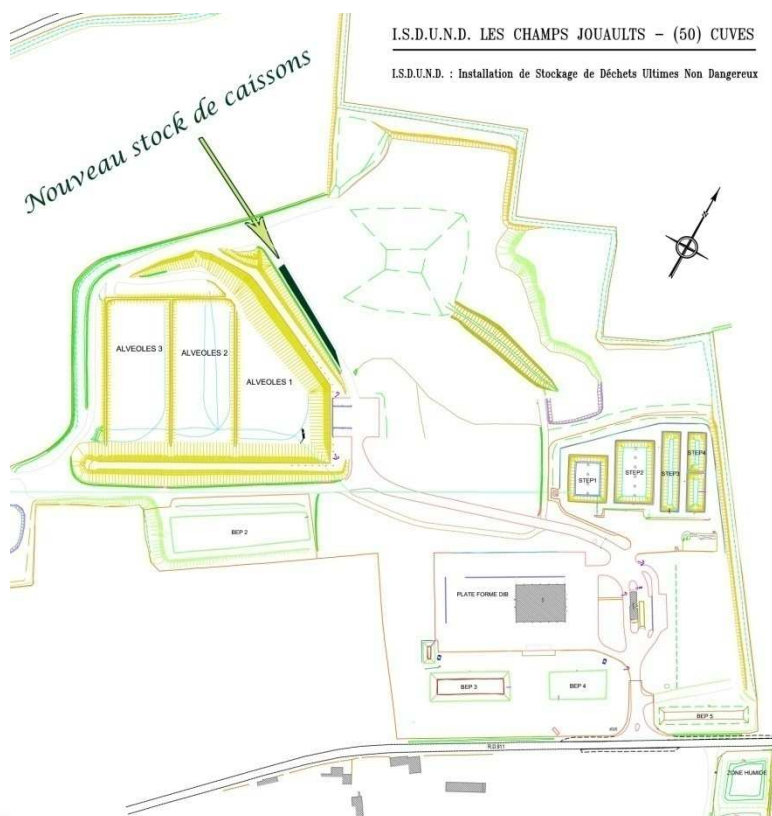 I.S.D.U.N.D. LES CHAMPS JOUAULTS – (50) CUVES
I.S.D.U.N.D. : Installation de Stockage de Déchets Ultimes Non Dangereux
Nouveau stock de caissons
N
ALVEOLES 3
ALVEOLES 2
ALVEOLES 1
STEP1
STEP2
STEP3
STEP4
BEP 2
PLATE FORME DIB
BEP 3
BEP 4
BEP 5
R.D.911
ZONE HUMIDE